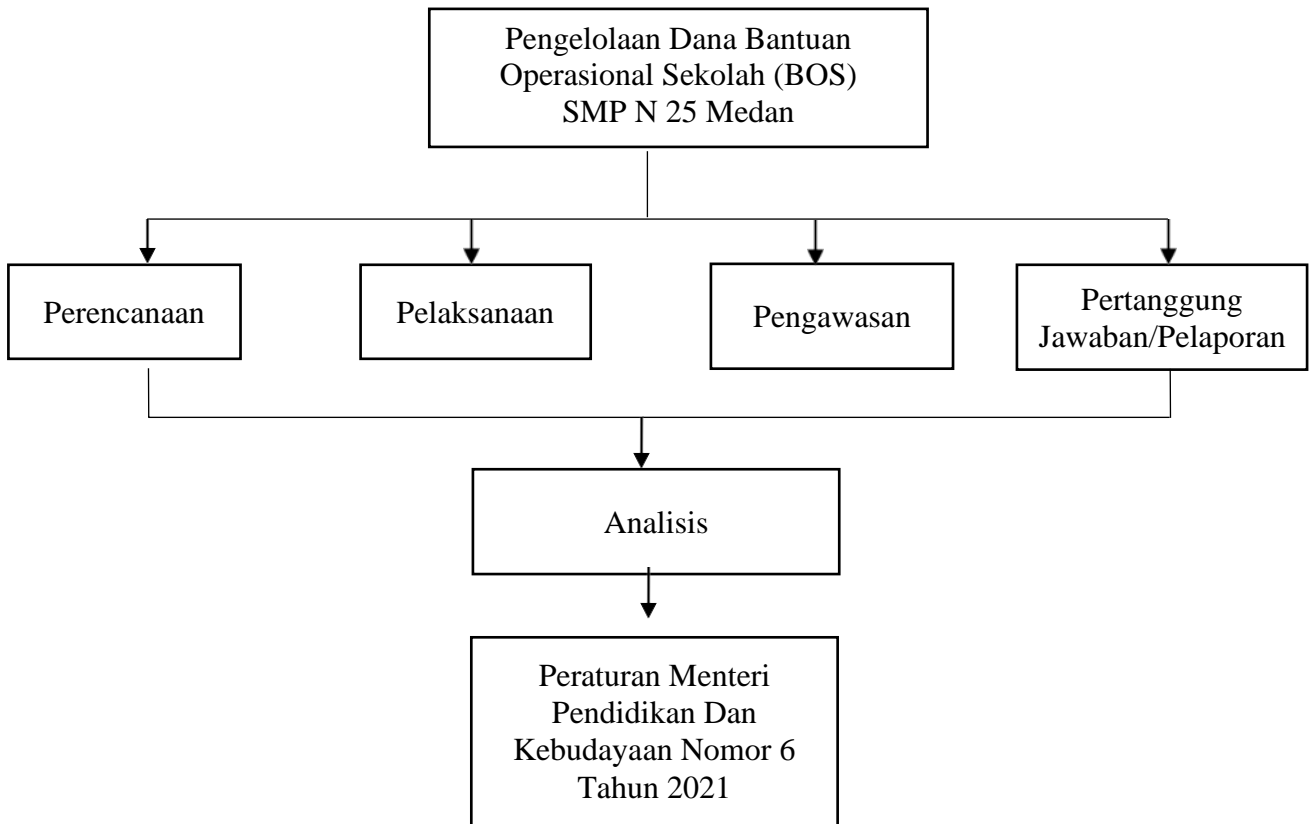 Pengelolaan Dana Bantuan
Operasional Sekolah (BOS)
SMP N 25 Medan
Perencanaan
Pelaksanaan
Pengawasan
Pertanggung
Jawaban/Pelaporan
Analisis
Peraturan Menteri
Pendidikan Dan
Kebudayaan Nomor 6
Tahun 2021